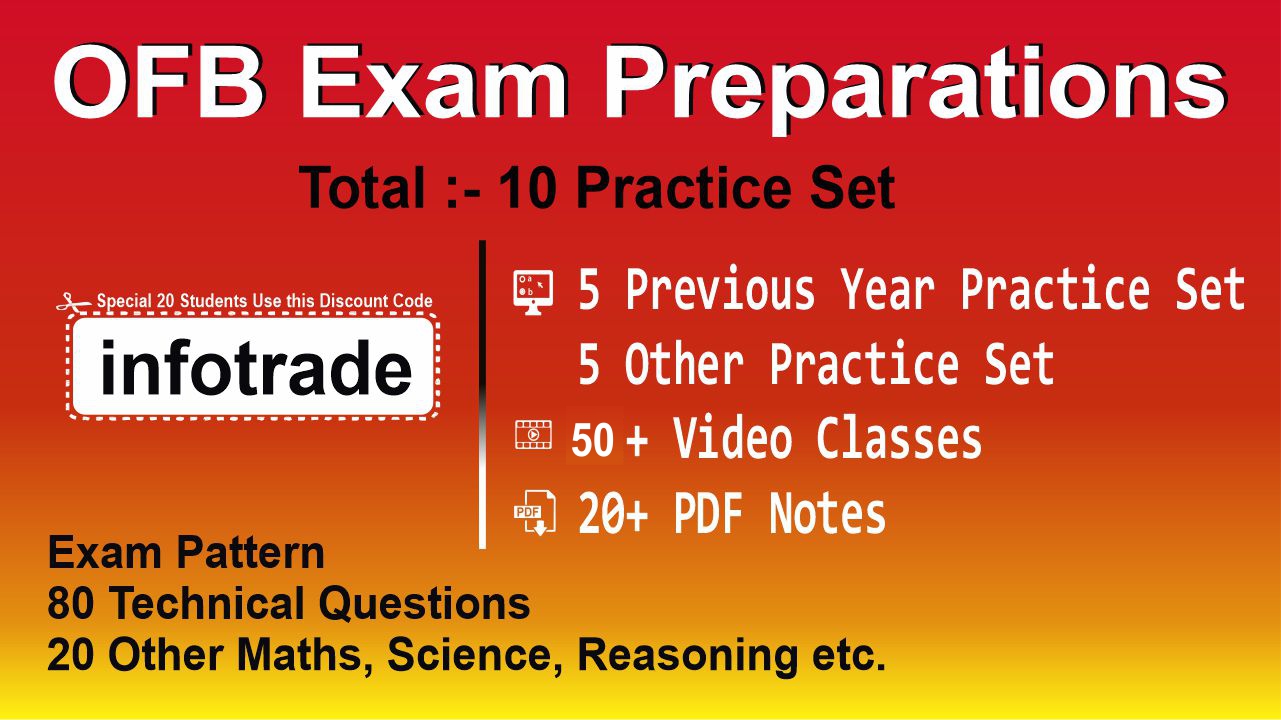 OFB Exam Preparations
Total :- 10 Practice Set
Special 20 Students Use this Discount Code
infotrade
5 Previous Year Practice Set
5 Other Practice Set
50 + Video Classes
PDF 20+ PDF Notes
Exam Pattern
80 Technical Questions
20 Other Maths, Science, Reasoning etc.